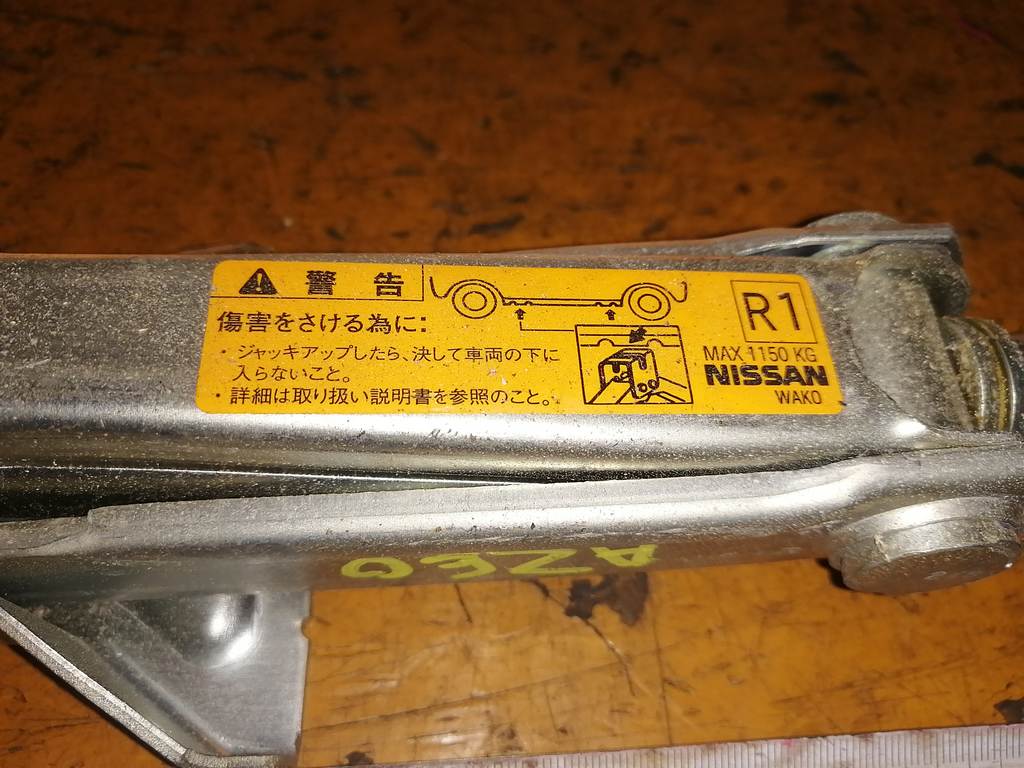 警告
傷害をさける為に:
・ジャッキアップしたら、決して車両の下に
入らないこと。
・詳細は取り扱い説明書を参照のこと。
R1
MAX 1150 KG
NISSAN
WAKO